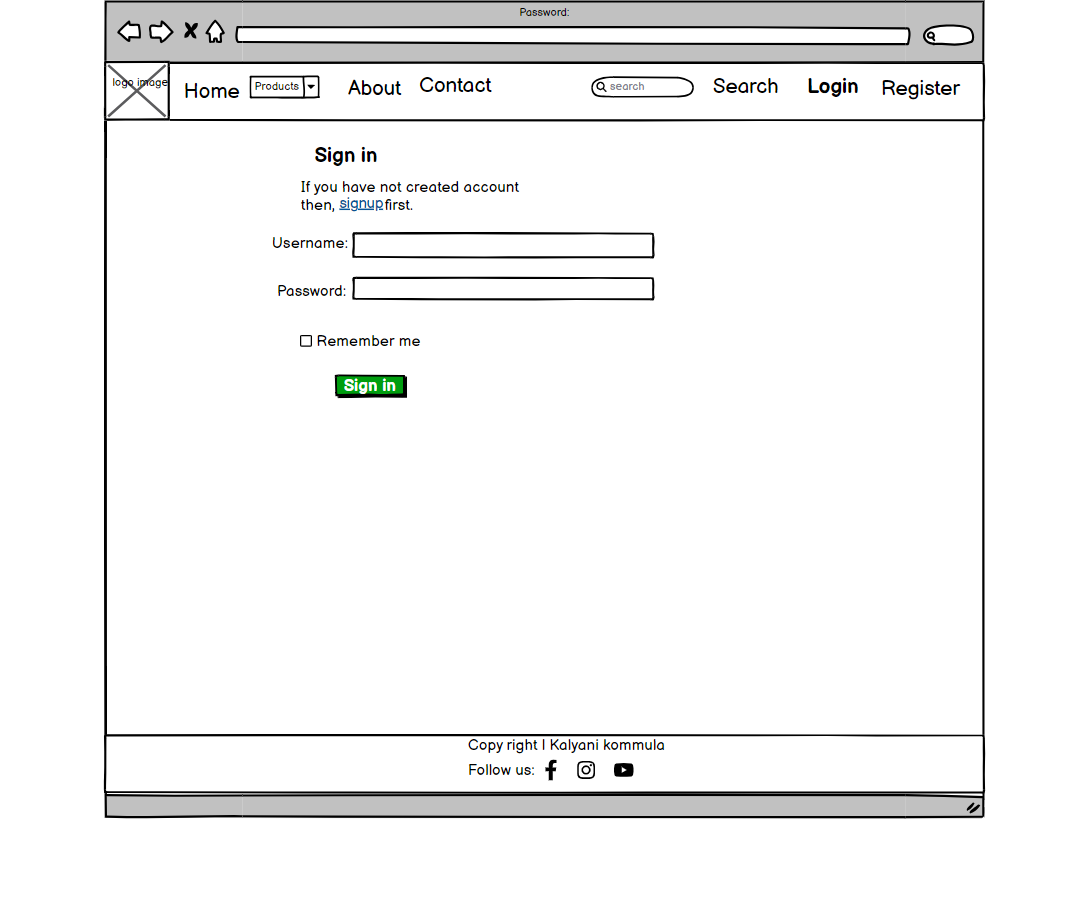 Password:
logo image
Home
Products
About
Contact
search
Search
Login
Register
Sign in
If you have not created account
then, signup first.
Username:
Password:
Remember me
Sign in
Copy right | Kalyani kommula
Follow us: